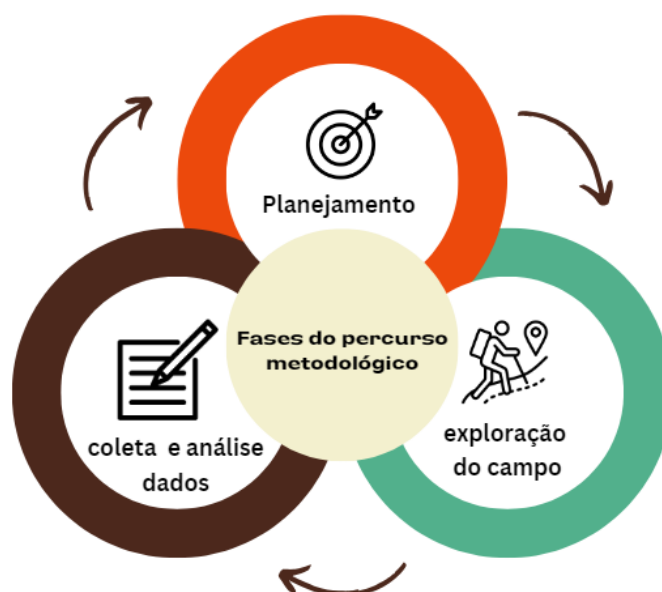 Planejamento
Fases do percurso
metodológico
exploração
do campo
coleta e análise
dados